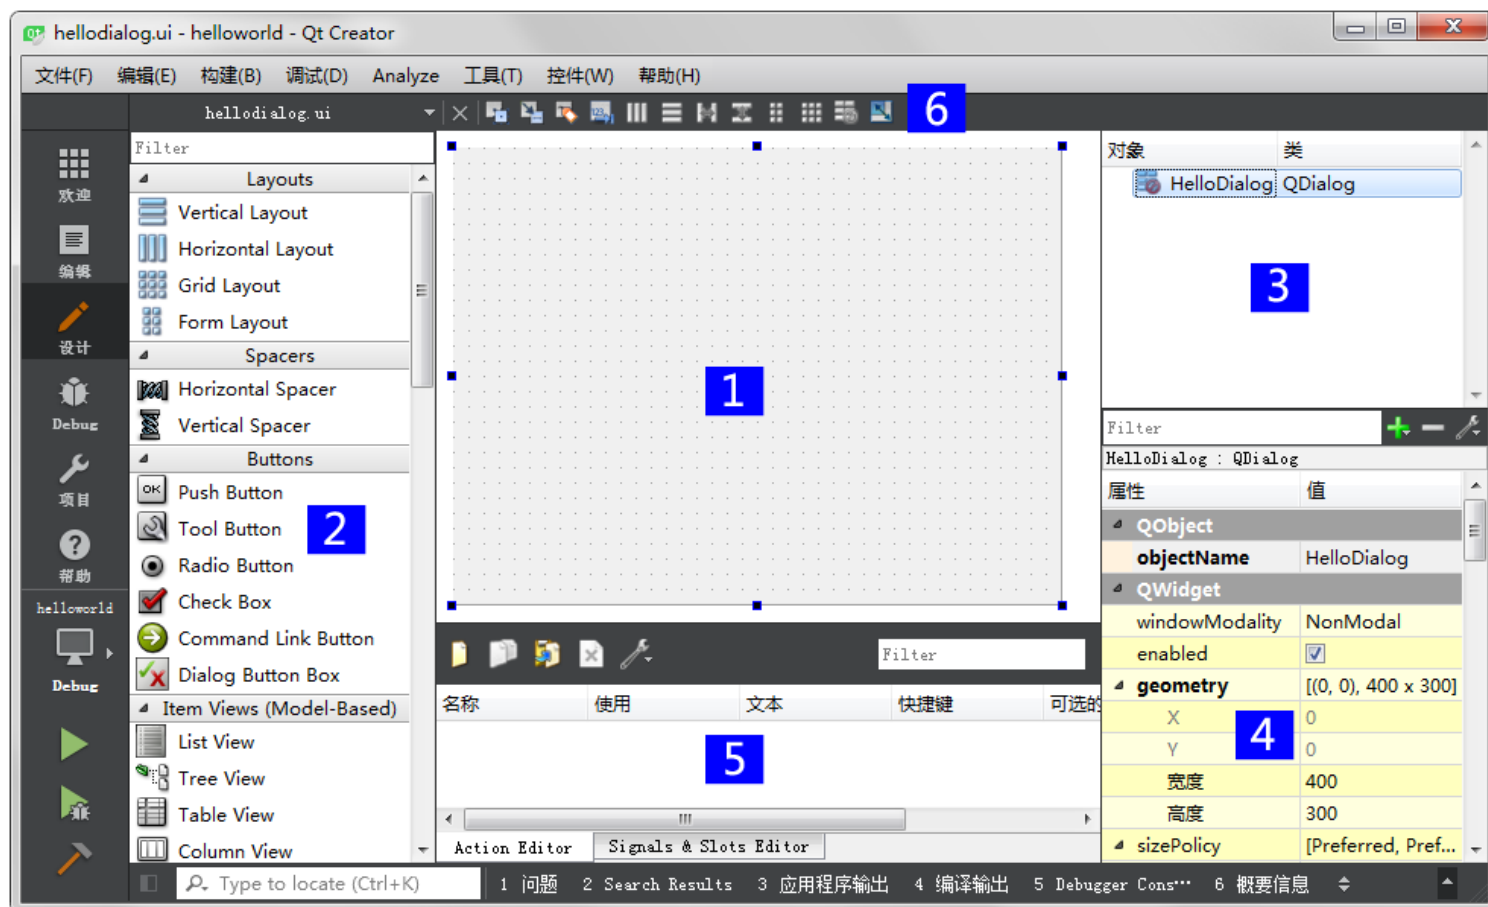 hellodialog.ui - helloworld - Qt Creator
文件(F) 编辑(E) 构建(B) 调试(D) Analyze 工具(T) 控件(W) 帮助(H)
hellodialog.ui
6
欢迎
编辑
设计
Debug
项目
帮助
helloworld
Debug
Filter
Layouts
Vertical Layout
Horizontal Layout
Grid Layout
Form Layout
Spacers
Horizontal Spacer
Vertical Spacer
Buttons
OK Push Button
Tool Button
2
Radio Button
Check Box
Command Link Button
Dialog Button Box
Item Views (Model-Based)
List View
Tree View
Table View
Column View
1
Filter
名称 使用 文本 快捷键 可选的
5
Action Editor Signals & Slots Editor
对象 类
HelloDialog QDialog
3
Filter
HelloDialog : QDialog
属性 值
QObject
objectName HelloDialog
QWidget
windowModality NonModal
enabled
geometry [(0, 0), 400 x 300]
X 0
4
Y 0
宽度 400
高度 300
sizePolicy [Preferred, Pref...
Type to locate (Ctrl+K) 1 问题 2 Search Results 3 应用程序输出 4 编译输出 5 Debugger Cons... 6 概要信息